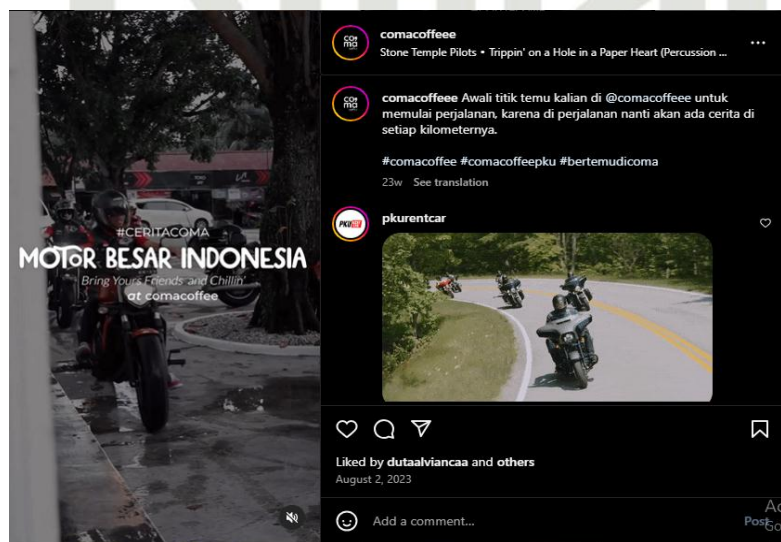 #CERITACOMA
MOTOR BESAR INDONESIA
Bring Yours Friends and Chillin'
at comacoffee
comacoffeee
Stone Temple Pilots • Trippin' on a Hole in a Paper Heart (Percussion ...
comacoffeee Awali titik temu kalian di @comacoffeee untuk
memulai perjalanan, karena di perjalanan nanti akan ada cerita di
setiap kilometernya.
#comacoffee #comacoffeepku #bertemudicoma
23w See translation
pkurentcar
Liked by dutaalviancaa and others
August 2, 2023
Add a comment...
Post